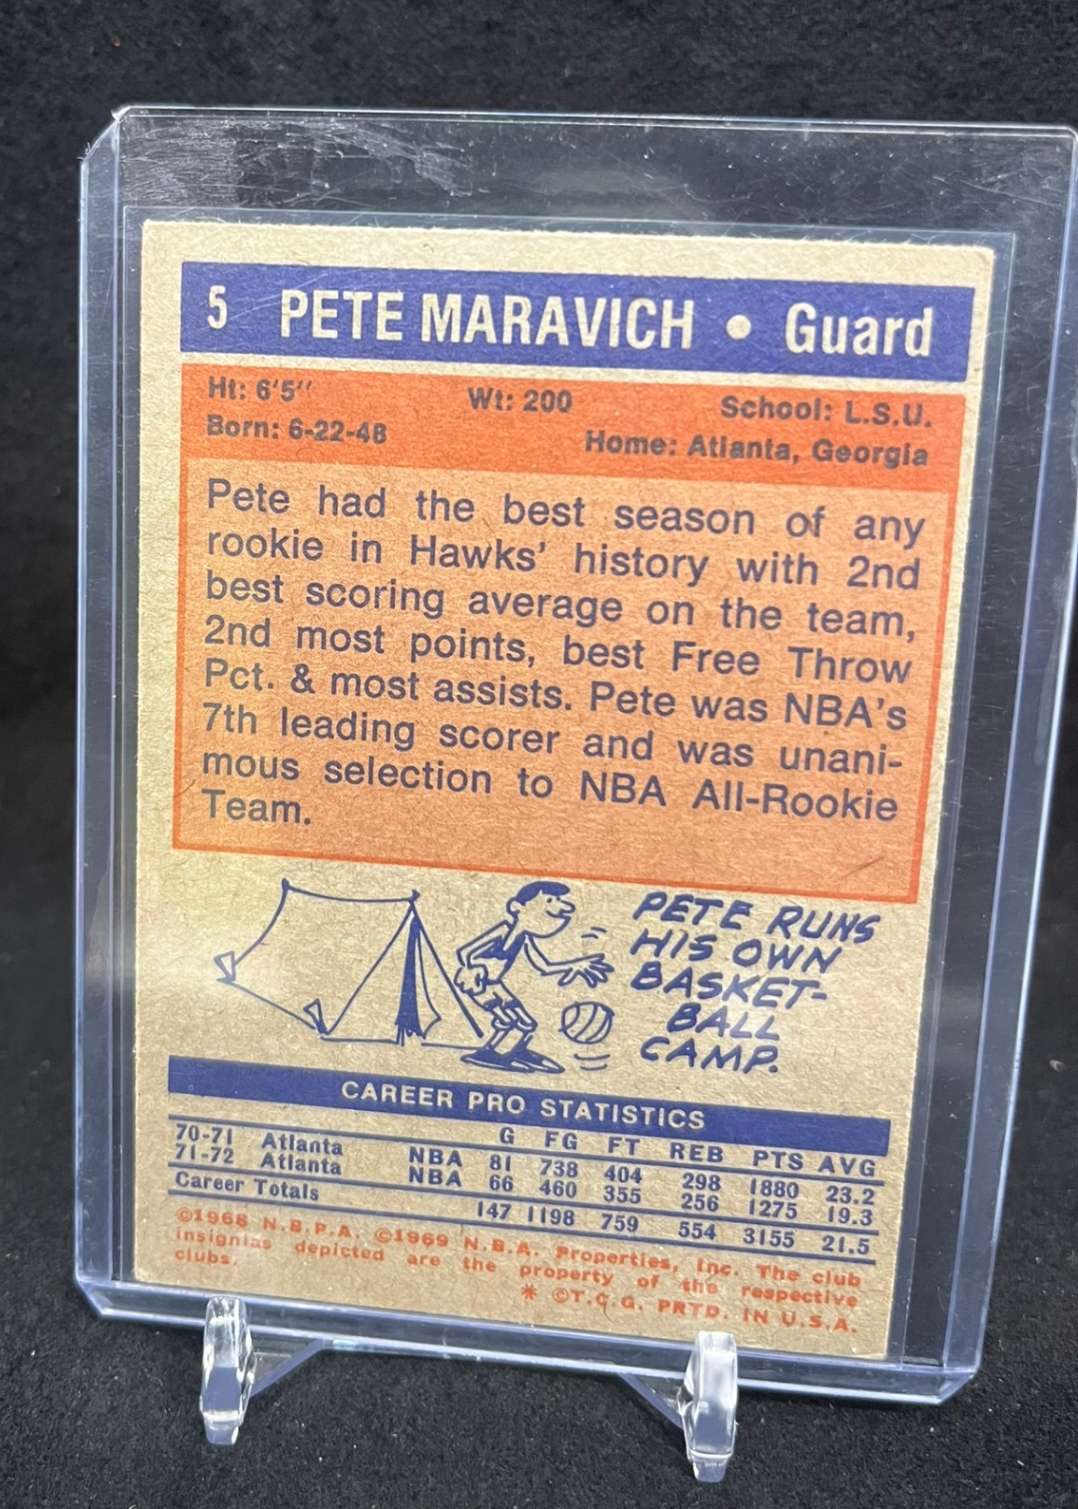 5 PETE MARAVICH • Guard
Ht: 6'5" Wt: 200 School: L.S.U.
Born: 6-22-48 Home: Atlanta, Georgia
Pete had the best season of any
rookie in Hawks' history with 2nd
best scoring average on the team,
2nd most points, best Free Throw
Pct. & most assists. Pete was NBA's
7th leading scorer and was unani-
mous selection to NBA All-Rookie
Team.
PETE RUNS
HIS OWN
BASKET-
BALL
CAMP.
CAREER PRO STATISTICS
G FG FT REB PTS AVG
70-71 Atlanta NBA 81 738 404 298 1880 23.2
71-72 Atlanta NBA 66 460 355 256 1275 19.3
Career Totals 147 1198 759 554 3155 21.5
©1968 N.B.P.A. ©1969 N.B.A. Properties, Inc. The club
insignias depicted are the property of the respective
clubs.
* ©T.C.G. PRTD. IN U.S.A.